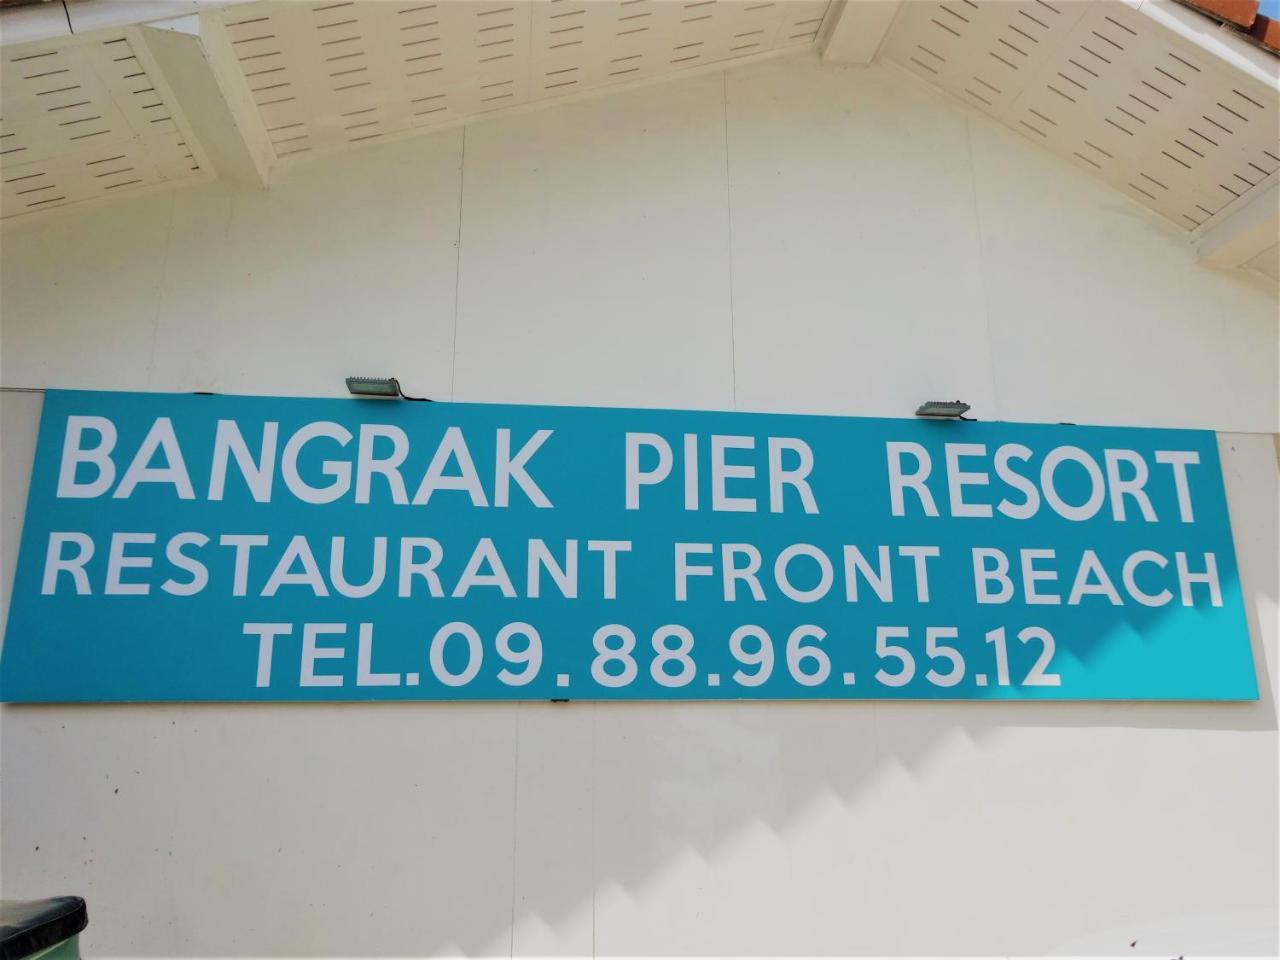 BANGRAK PIER RESORT
RESTAURANT FRONT BEACH
TEL.09.88.96.55.12